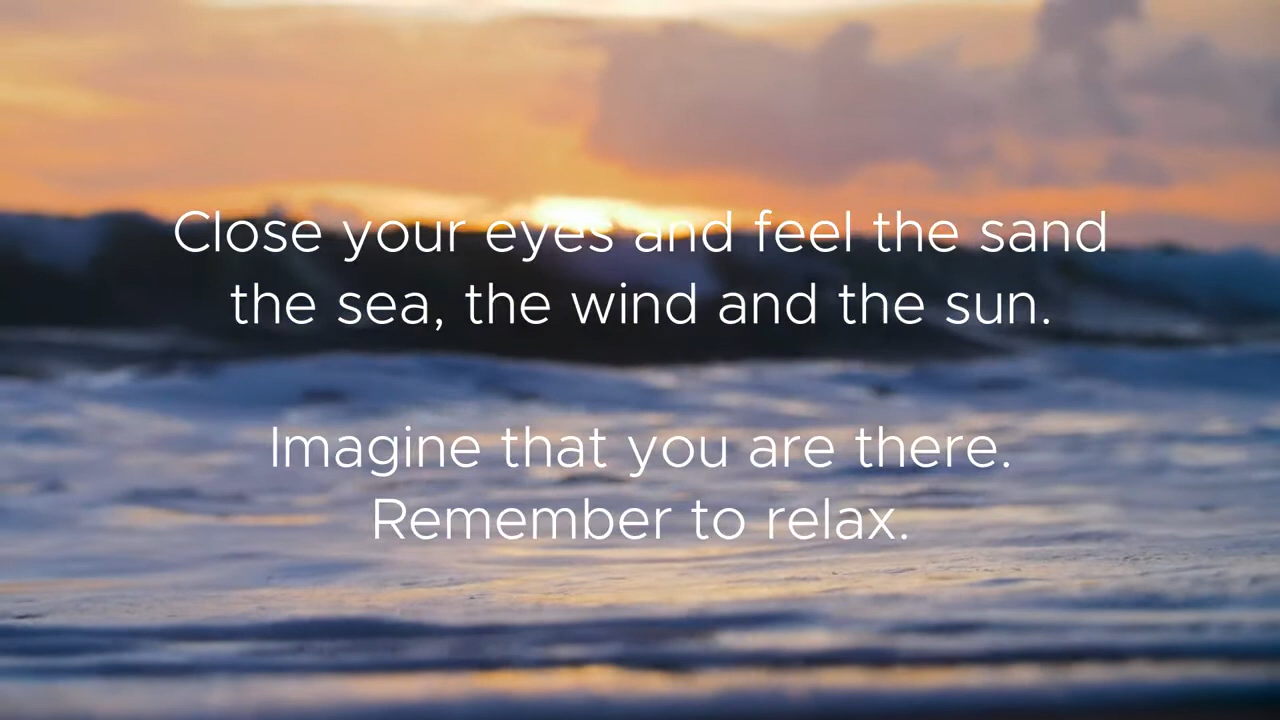 Close your eyes and feel the sand
the sea, the wind and the sun.
Imagine that you are there.
Remember to relax.